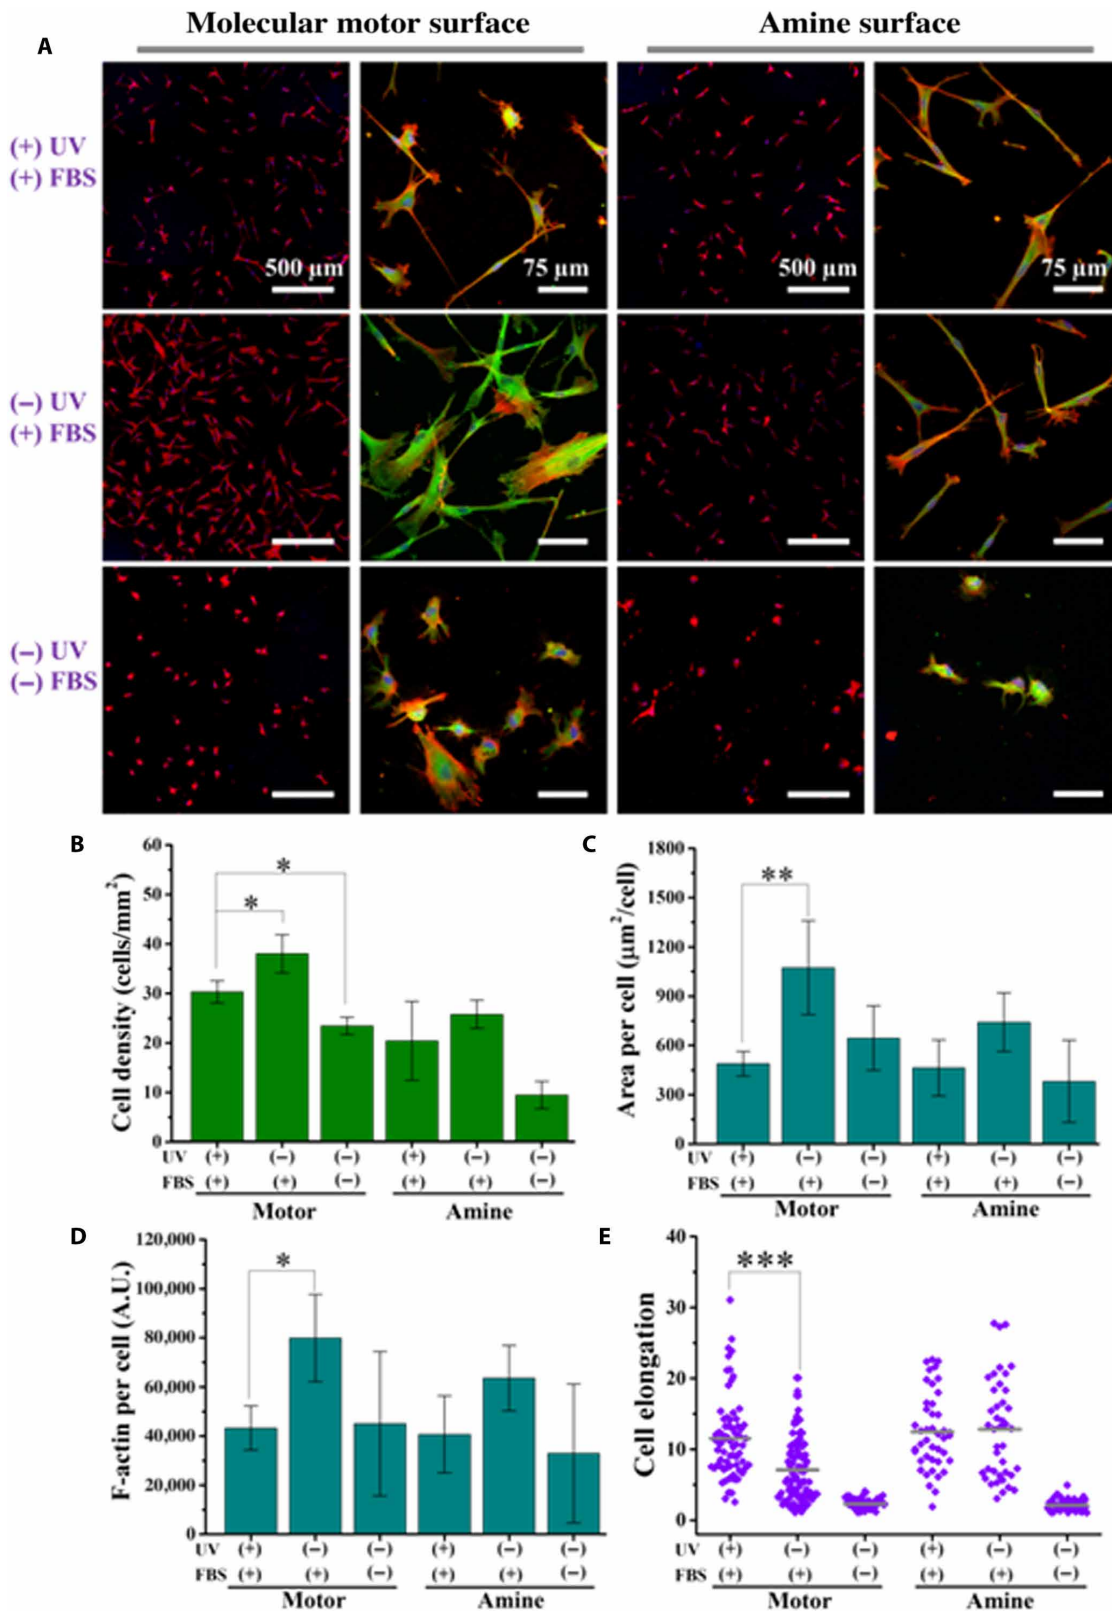 Molecular motor surface
Amine surface
A
(+) UV
(+) FBS
500 µm
75 µm
500 µm
75 µm
(−) UV
(+) FBS
(−) UV
(−) FBS
B
60
50
40
30
20
10
0
Cell density (cells/mm²)
*
*
UV (+) (−) (−) (+) (−) (−)
FBS (+) (+) (−) (+) (+) (−)
Motor Amine
C
1800
1500
1200
900
600
300
0
Area per cell (µm²/cell)
**
UV (+) (−) (−) (+) (−) (−)
FBS (+) (+) (−) (+) (+) (−)
Motor Amine
D
120,000
100,000
80,000
60,000
40,000
20,000
0
F-actin per cell (A.U.)
*
UV (+) (−) (−) (+) (−) (−)
FBS (+) (+) (−) (+) (+) (−)
Motor Amine
E
40
30
20
10
0
Cell elongation
***
UV (+) (−) (−) (+) (−) (−)
FBS (+) (+) (−) (+) (+) (−)
Motor Amine